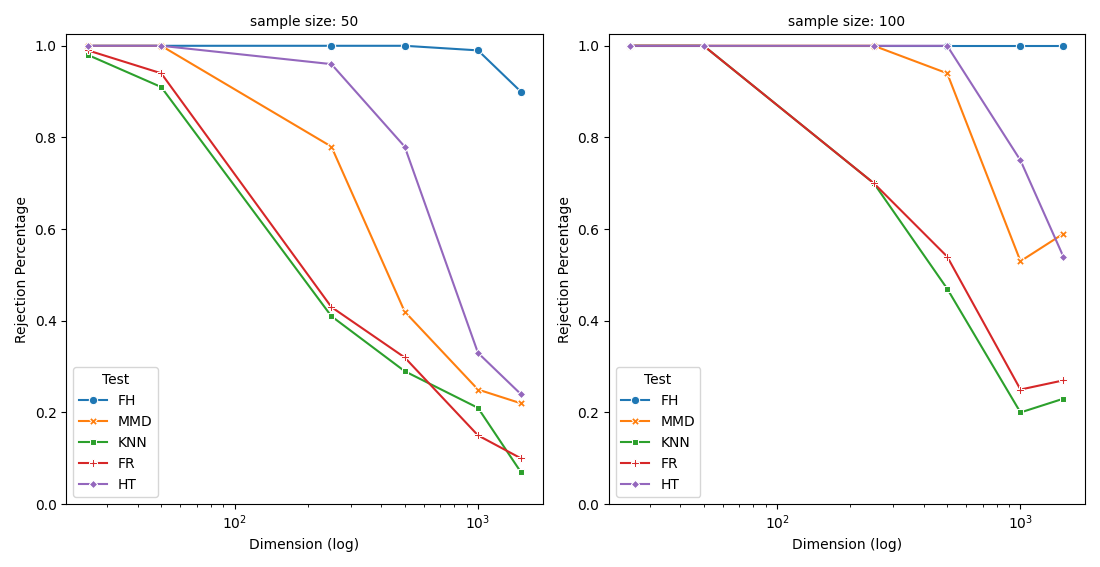 sample size: 50
Rejection Percentage
1.0
0.8
0.6
0.4
0.2
0.0
Test
FH
MMD
KNN
FR
HT
10²
10³
Dimension (log)
sample size: 100
Rejection Percentage
1.0
0.8
0.6
0.4
0.2
0.0
Test
FH
MMD
KNN
FR
HT
10²
10³
Dimension (log)